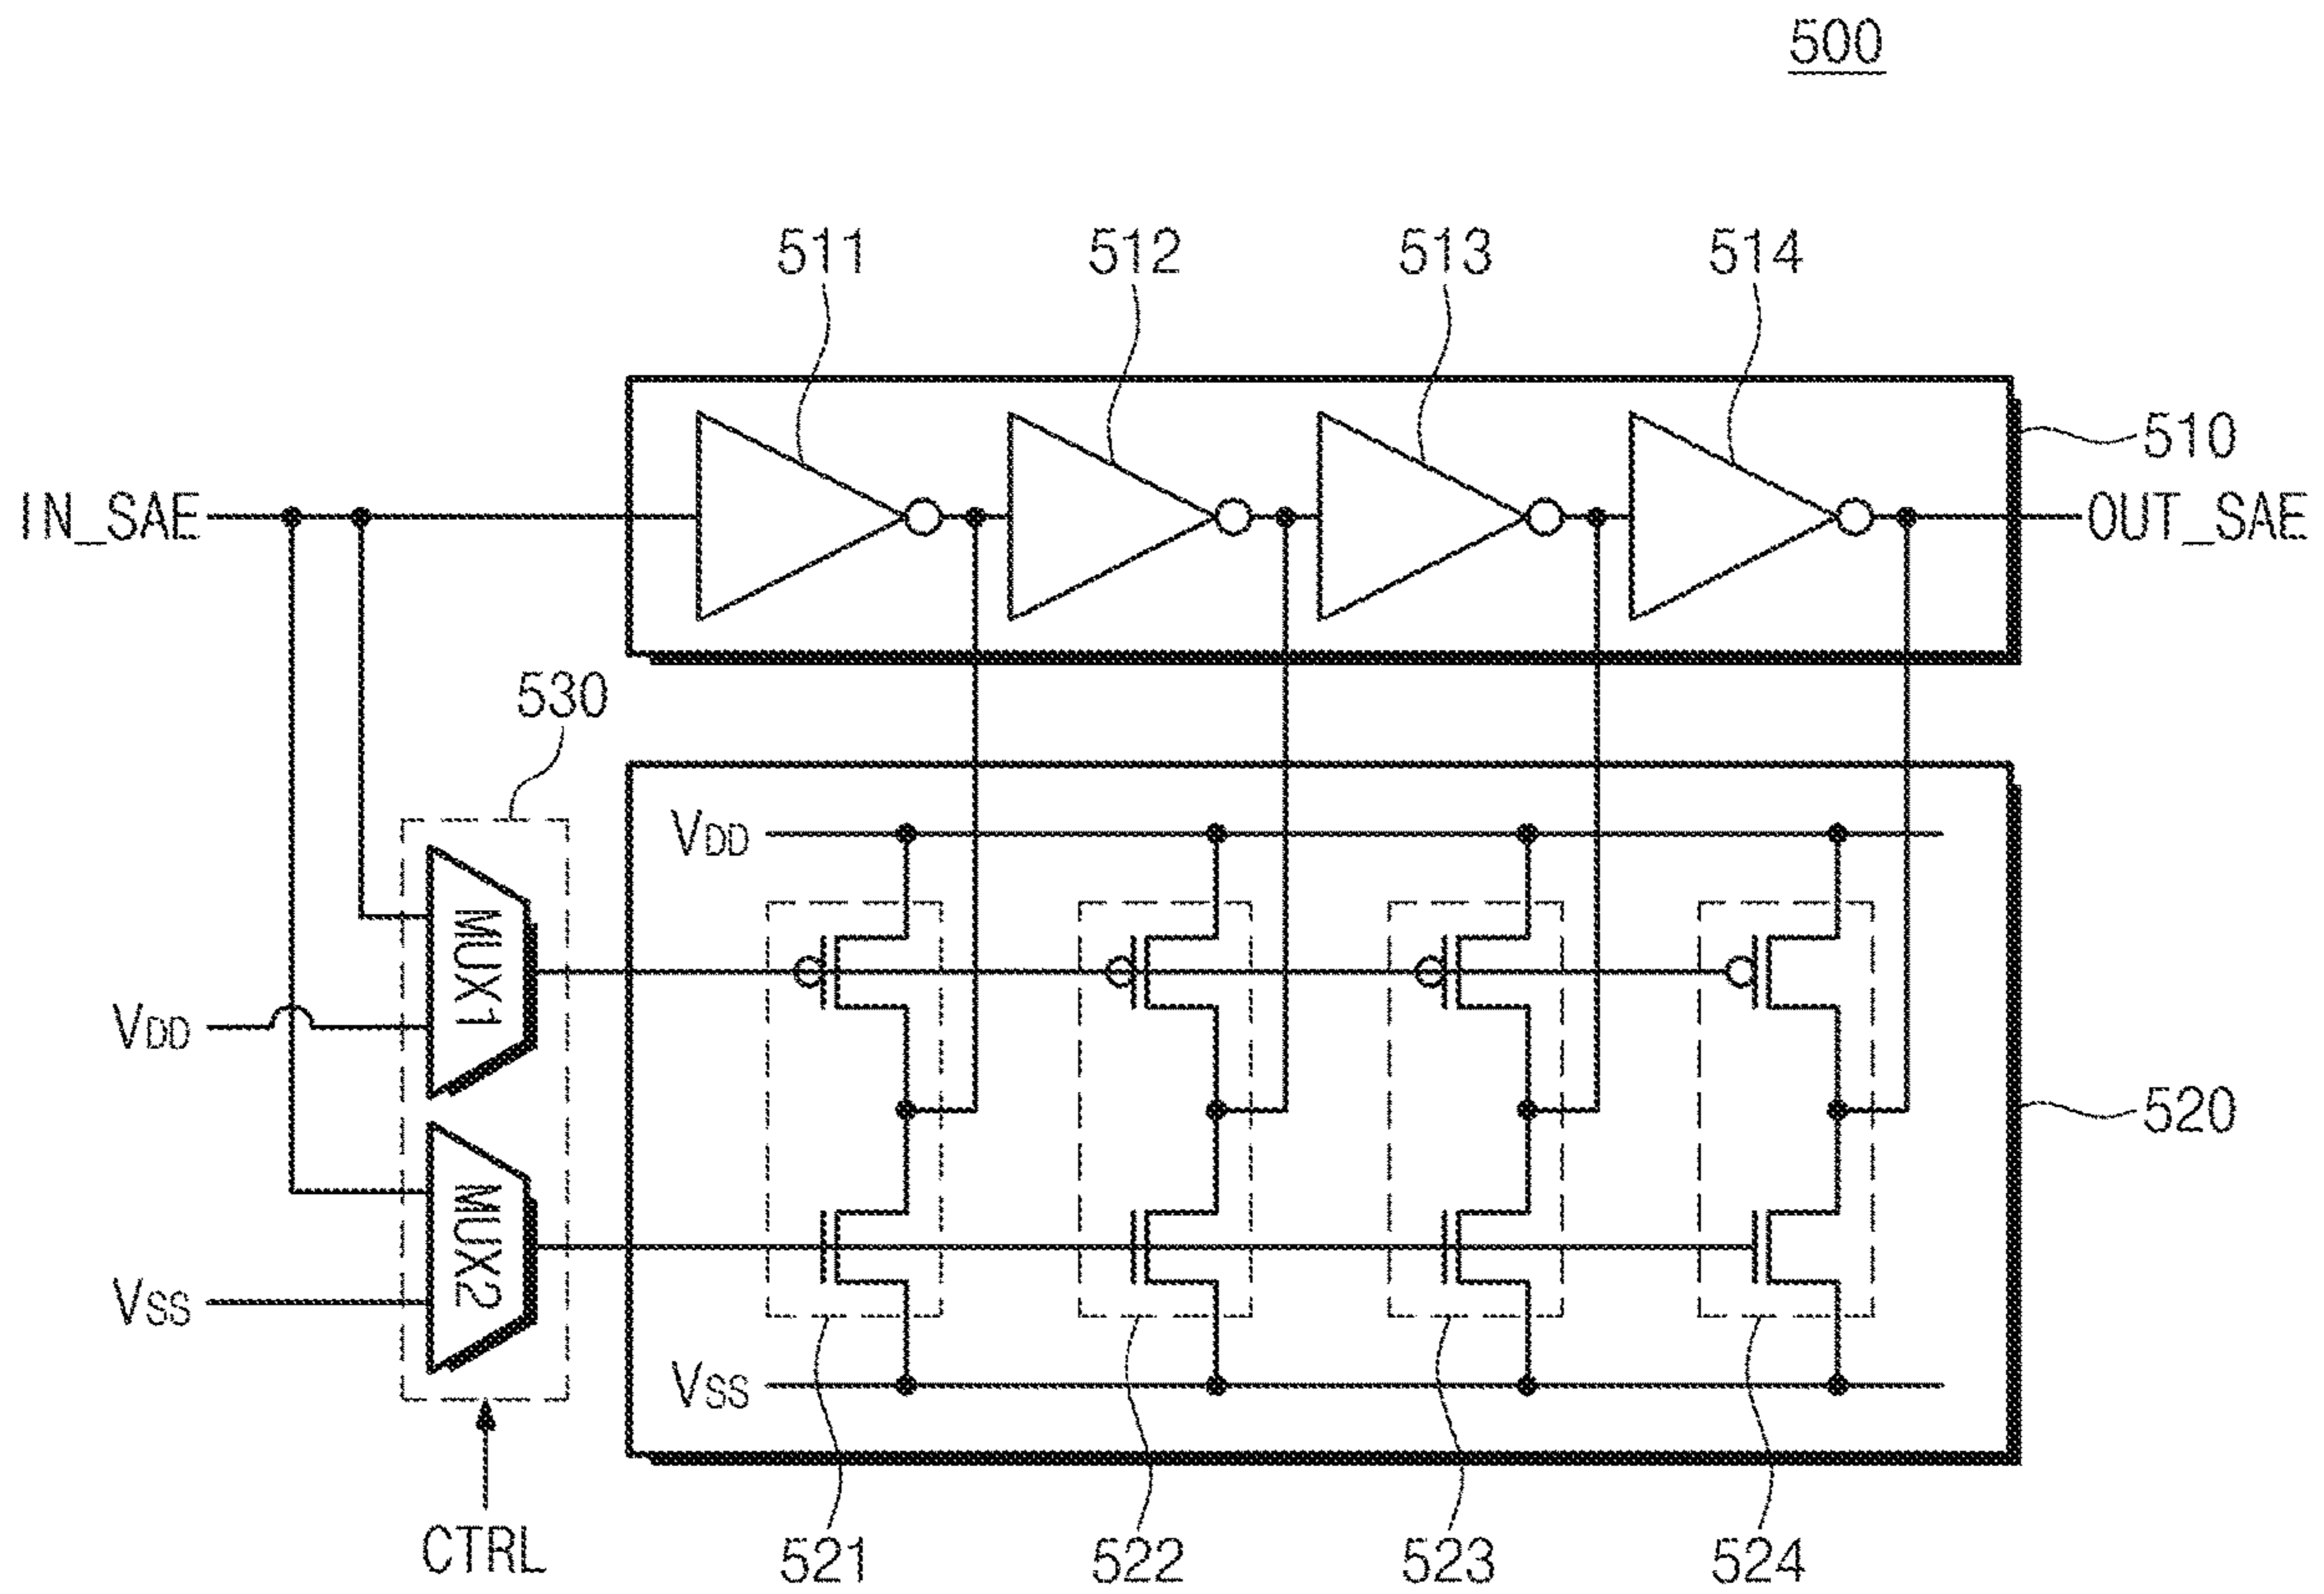 500
511 512 513 514
510
IN_SAE OUT_SAE
530
VDD
MUX1
VDD
520
MUX2
VSS
VSS
CTRL 521 522 523 524